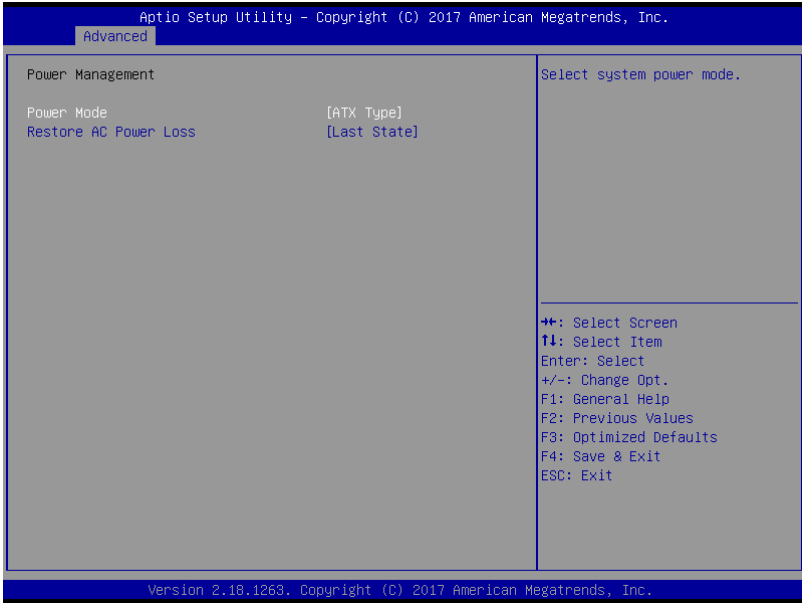 Aptio Setup Utility – Copyright (C) 2017 American Megatrends, Inc.
Advanced
Power Management
Power Mode [ATX Type]
Restore AC Power Loss [Last State]
Select system power mode.
→←: Select Screen
↑↓: Select Item
Enter: Select
+/-: Change Opt.
F1: General Help
F2: Previous Values
F3: Optimized Defaults
F4: Save & Exit
ESC: Exit
Version 2.18.1263. Copyright (C) 2017 American Megatrends, Inc.